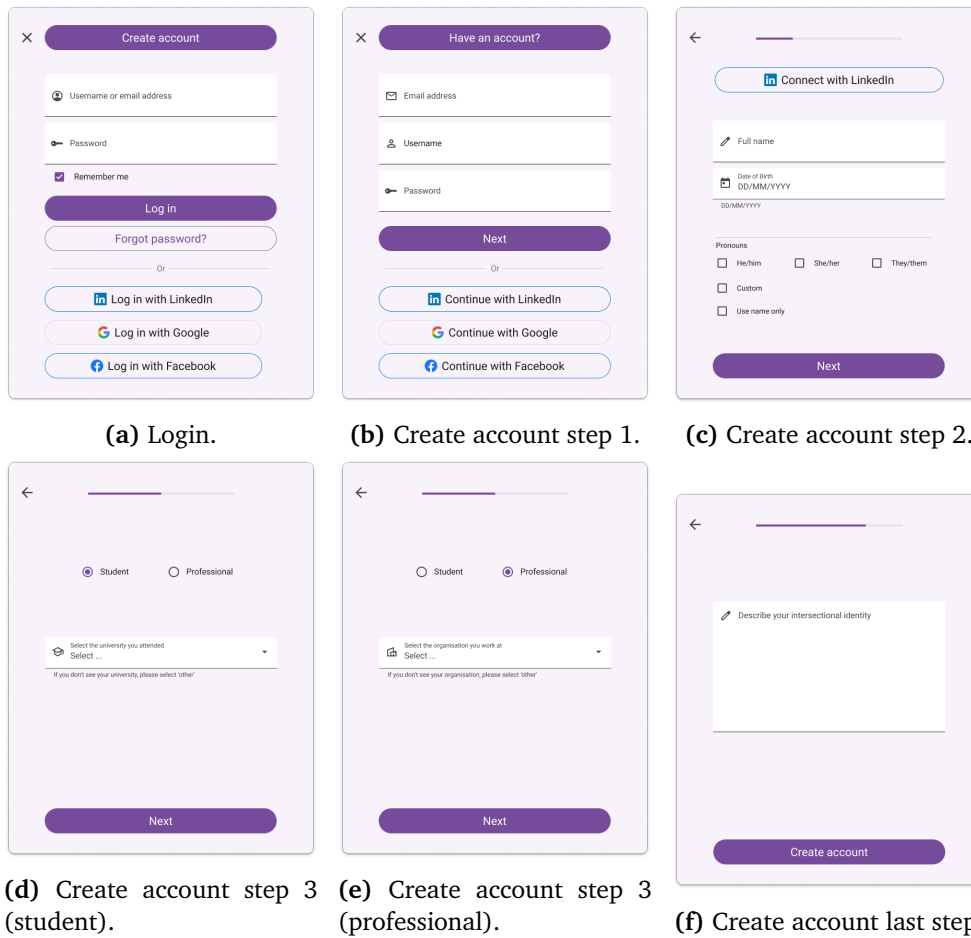 Create account
Username or email address
Password
Remember me
Log in
Forgot password?
Or
Log in with LinkedIn
Log in with Google
Log in with Facebook
(a) Login.
Have an account?
Email address
Username
Password
Next
Or
Continue with LinkedIn
Continue with Google
Continue with Facebook
(b) Create account step 1.
Connect with LinkedIn
Full name
Date of Birth
DD/MM/YYYY
DD/MM/YYYY
Pronouns
He/him She/her They/them
Custom
Use name only
Next
(c) Create account step 2.
Student Professional
Select the university you attended
Select ...
If you don't see your university, please select 'other'
Next
(d) Create account step 3
(student).
Student Professional
Select the organisation you work at
Select ...
If you don't see your organisation, please select 'other'
Next
(e) Create account step 3
(professional).
Describe your intersectional identity
Create account
(f) Create account last step